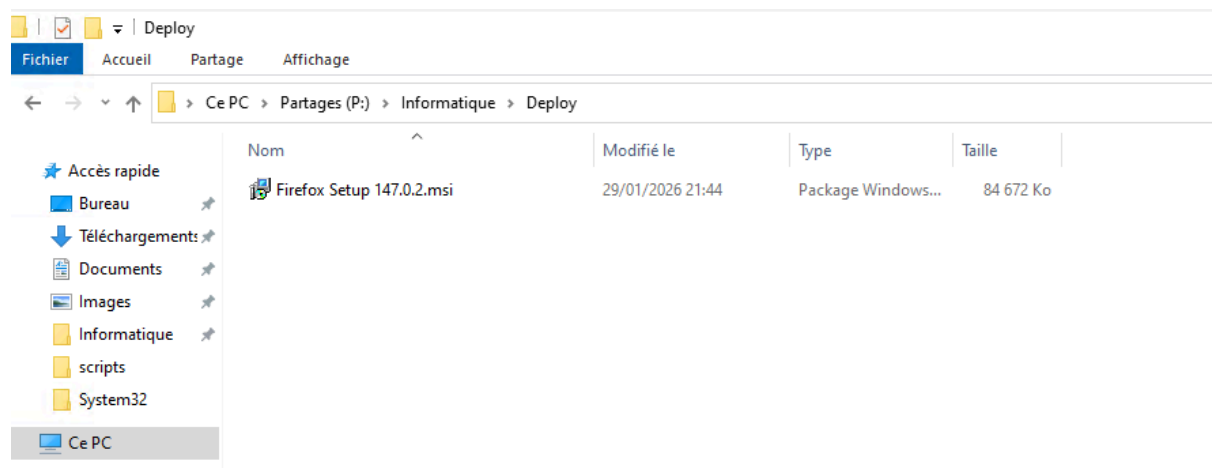 Deploy
Fichier Accueil Partage Affichage
Ce PC > Partages (P:) > Informatique > Deploy
Nom Modifié le Type Taille
Accès rapide
Firefox Setup 147.0.2.msi 29/01/2026 21:44 Package Windows... 84 672 Ko
Bureau
Téléchargements
Documents
Images
Informatique
scripts
System32
Ce PC